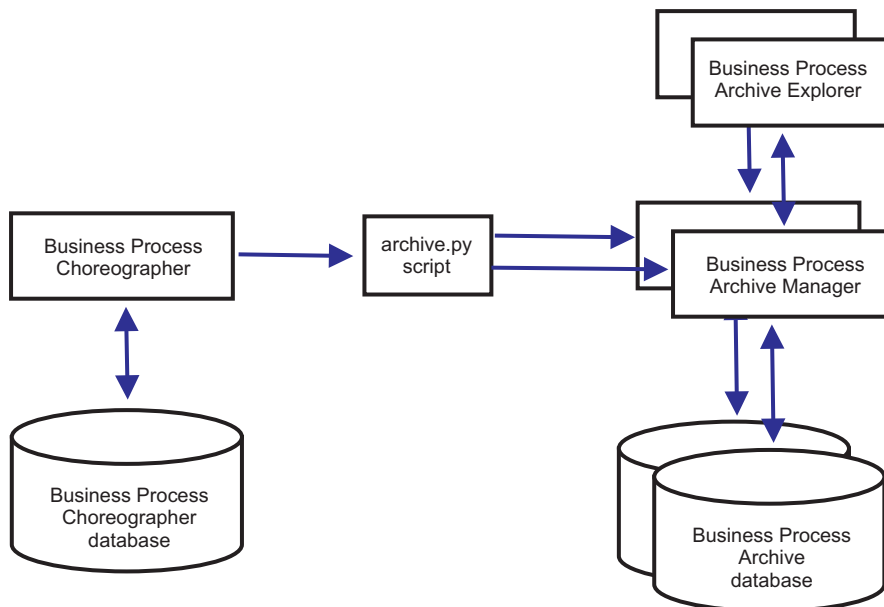 Business Process
Archive Explorer
Business Process
Choreographer
archive.py
script
Business Process
Archive Manager
Business Process
Choreographer
database
Business Process
Archive
database